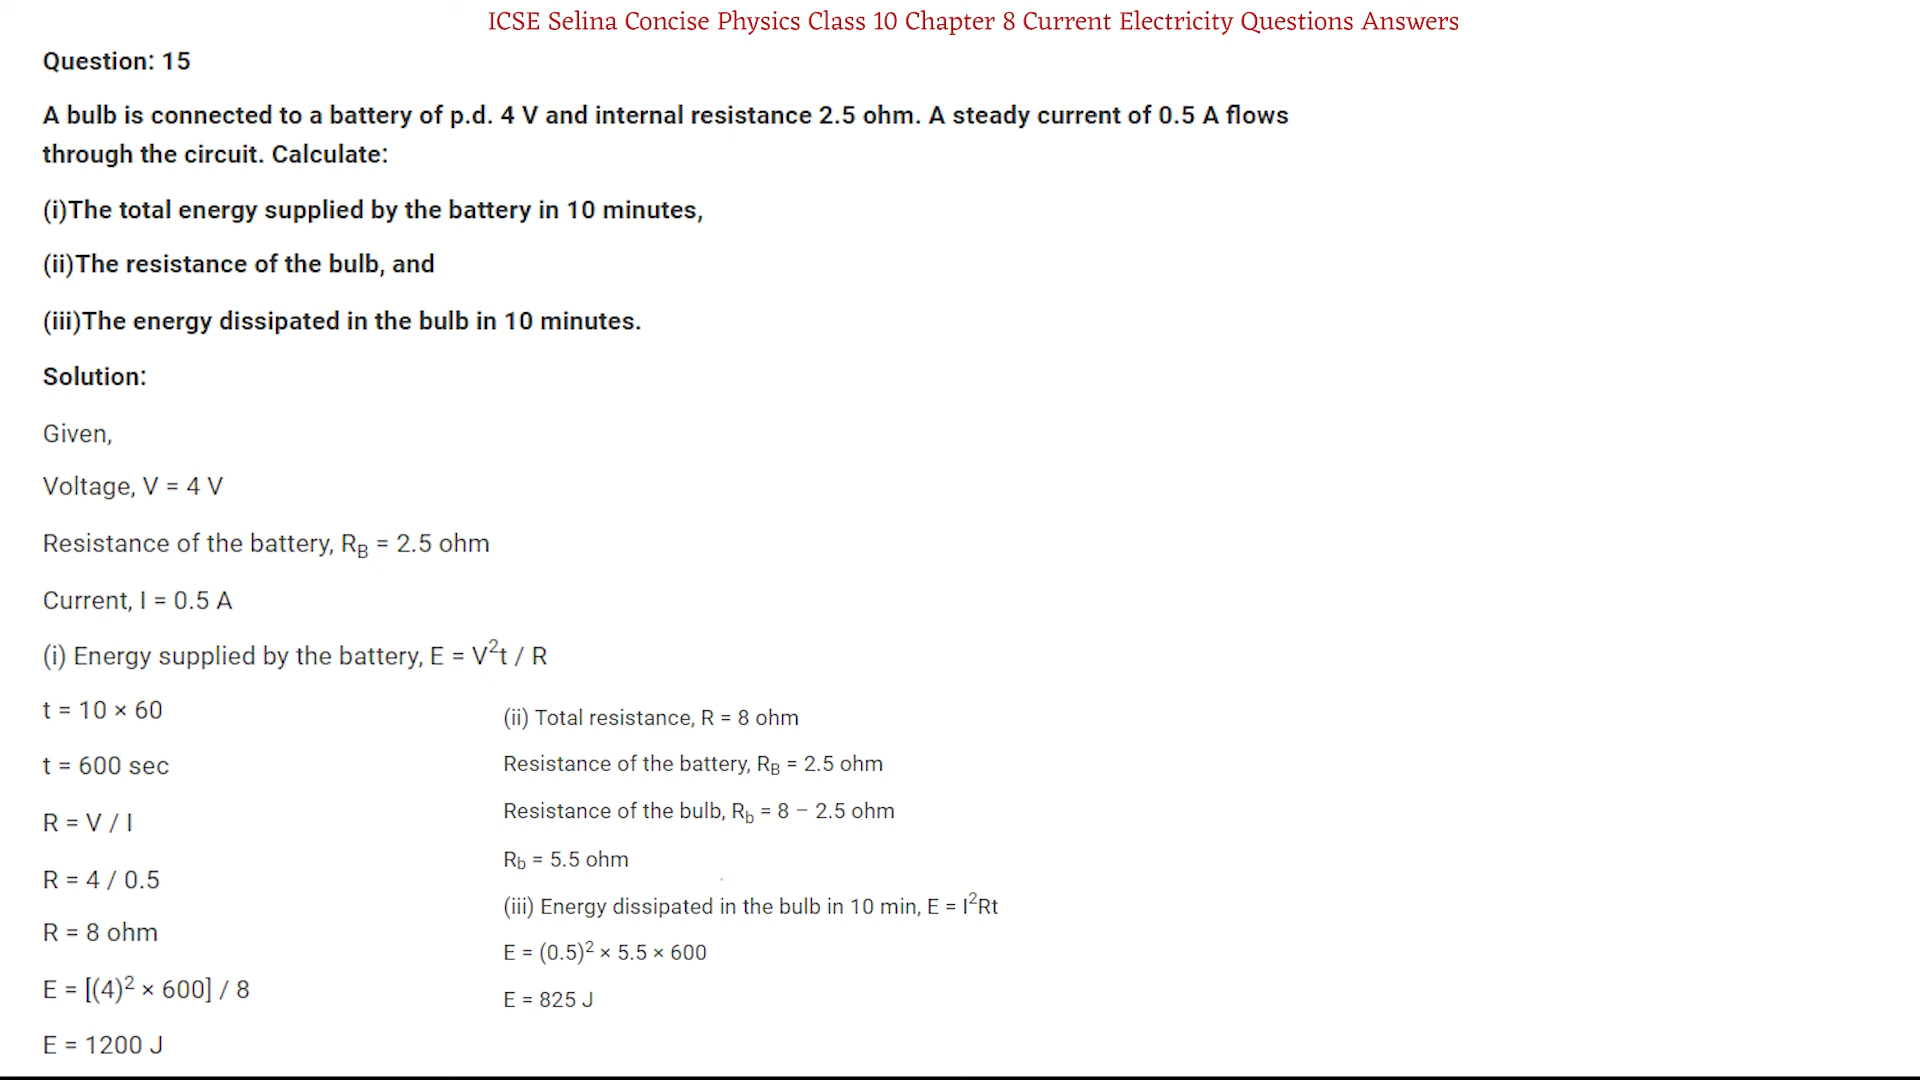 ICSE Selina Concise Physics Class 10 Chapter 8 Current Electricity Questions Answers
Question: 15
A bulb is connected to a battery of p.d. 4 V and internal resistance 2.5 ohm. A steady current of 0.5 A flows
through the circuit. Calculate:
(i)The total energy supplied by the battery in 10 minutes,
(ii)The resistance of the bulb, and
(iii)The energy dissipated in the bulb in 10 minutes.
Solution:
Given,
Voltage, V = 4 V
Resistance of the battery, R_B = 2.5 ohm
Current, I = 0.5 A
(i) Energy supplied by the battery, E = V²t / R
t = 10 × 60
t = 600 sec
R = V / I
R = 4 / 0.5
R = 8 ohm
E = [(4)² × 600] / 8
E = 1200 J
(ii) Total resistance, R = 8 ohm
Resistance of the battery, R_B = 2.5 ohm
Resistance of the bulb, R_b = 8 – 2.5 ohm
R_b = 5.5 ohm
(iii) Energy dissipated in the bulb in 10 min, E = I²Rt
E = (0.5)² × 5.5 × 600
E = 825 J